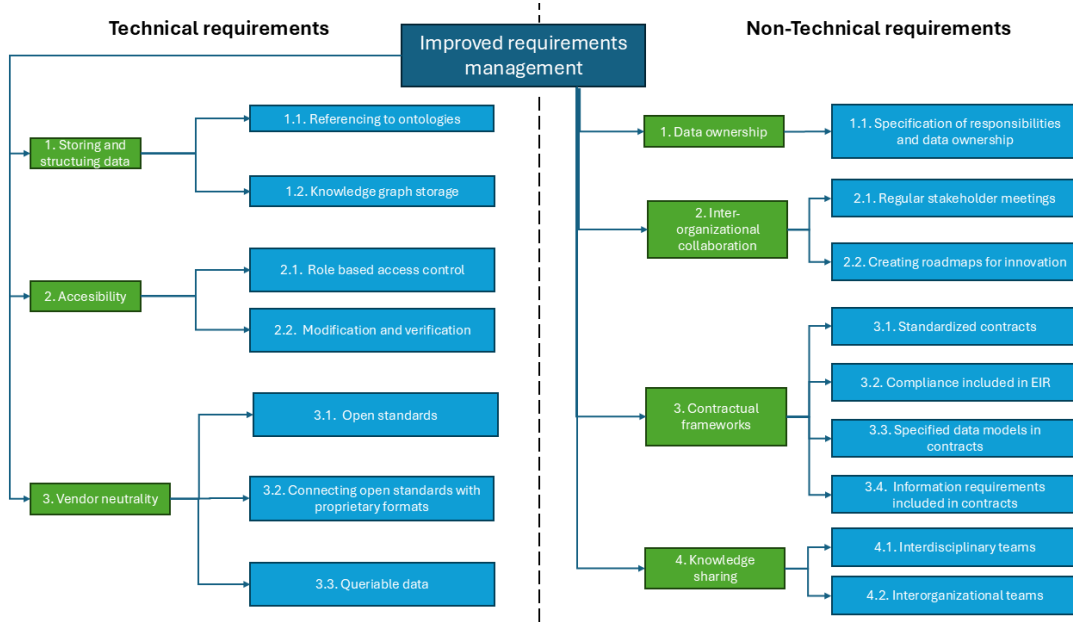 Technical requirements
Improved requirements
management
Non-Technical requirements
1. Storing and
structuing data
1.1. Referencing to ontologies
1.2. Knowledge graph storage
2. Accesibility
2.1. Role based access control
2.2. Modification and verification
3. Vendor neutrality
3.1. Open standards
3.2. Connecting open standards with
proprietary formats
3.3. Queriable data
1. Data ownership
1.1. Specification of responsibilities
and data ownership
2. Inter-
organizational
collaboration
2.1. Regular stakeholder meetings
2.2. Creating roadmaps for innovation
3. Contractual
frameworks
3.1. Standardized contracts
3.2. Compliance included in EIR
3.3. Specified data models in
contracts
3.4. Information requirements
included in contracts
4. Knowledge
sharing
4.1. Interdisciplinary teams
4.2. Interorganizational teams